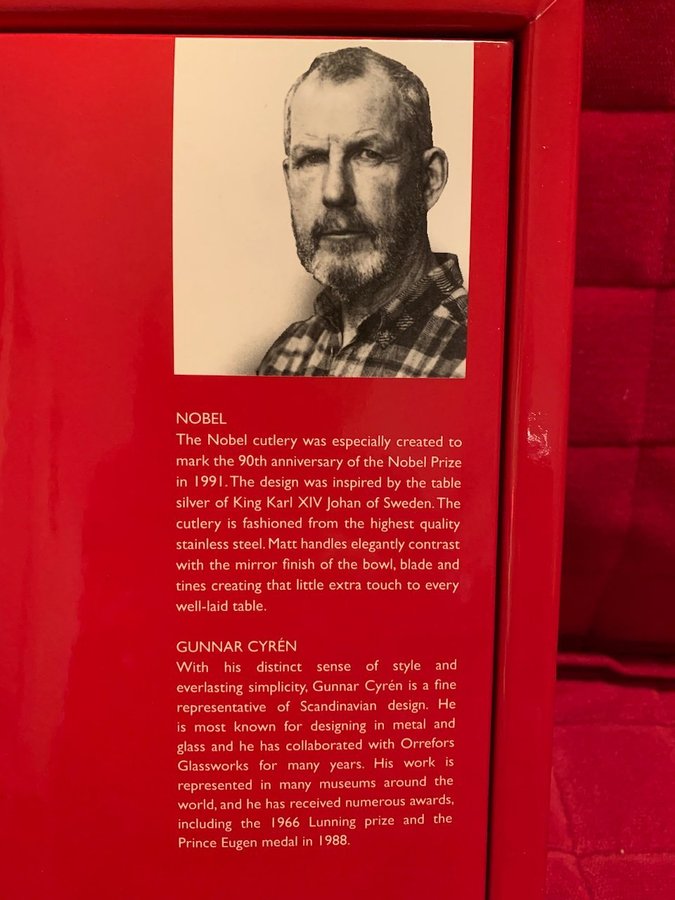 NOBEL
The Nobel cutlery was especially created to
mark the 90th anniversary of the Nobel Prize
in 1991. The design was inspired by the table
silver of King Karl XIV Johan of Sweden. The
cutlery is fashioned from the highest quality
stainless steel. Matt handles elegantly contrast
with the mirror finish of the bowl, blade and
tines creating that little extra touch to every
well-laid table.
GUNNAR CYRÉN
With his distinct sense of style and
everlasting simplicity, Gunnar Cyrén is a fine
representative of Scandinavian design. He
is most known for designing in metal and
glass and he has collaborated with Orrefors
Glassworks for many years. His work is
represented in many museums around the
world, and he has received numerous awards,
including the 1966 Lunning prize and the
Prince Eugen medal in 1988.